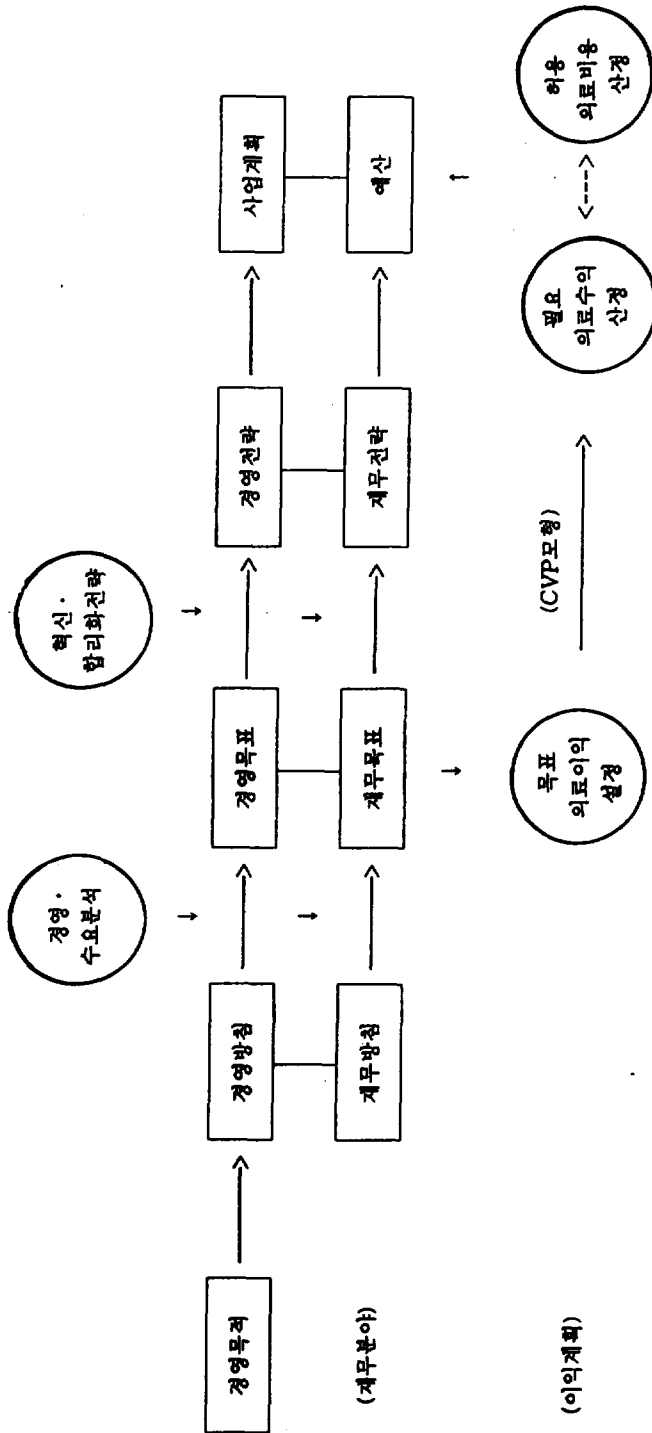 경영·
수요분석
혁신·
합리화전략
경영목적
경영방침
경영목표
경영전략
사업계획
(재무분야)
재무방침
재무목표
재무전략
예산
(이익계획)
목표
의료이익
설정
(CVP모형)
필요
의료수익
산정
허용
의료비용
산정